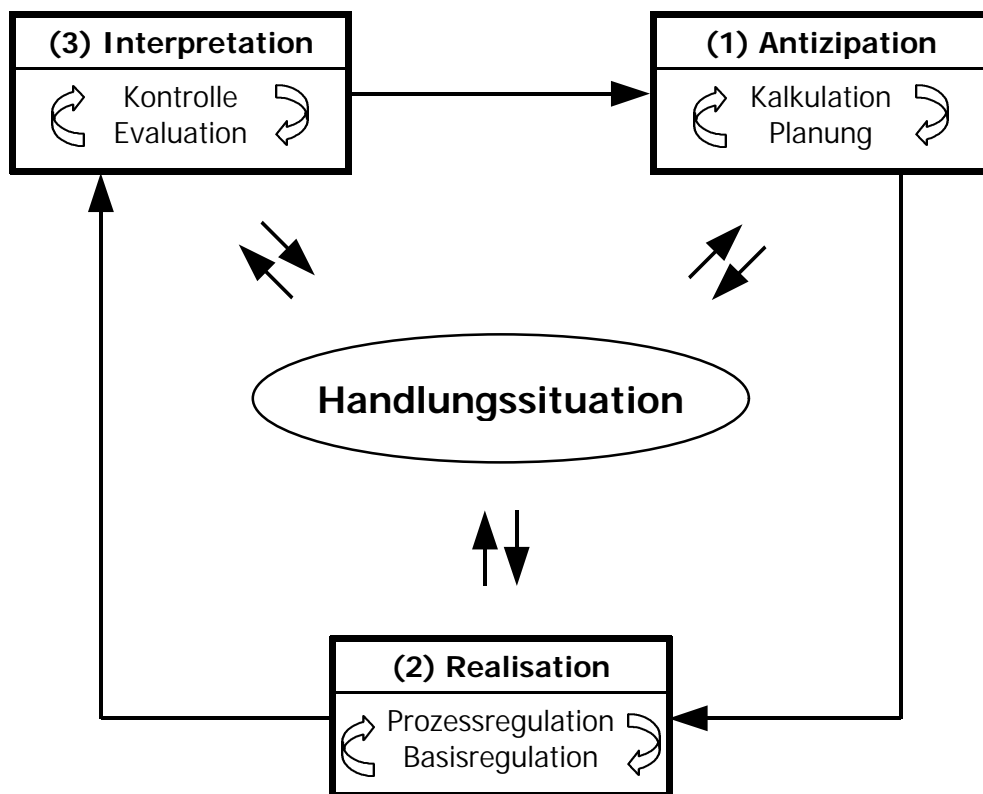 (3) Interpretation
Kontrolle
Evaluation
(1) Antizipation
Kalkulation
Planung
Handlungssituation
(2) Realisation
Prozessregulation
Basisregulation